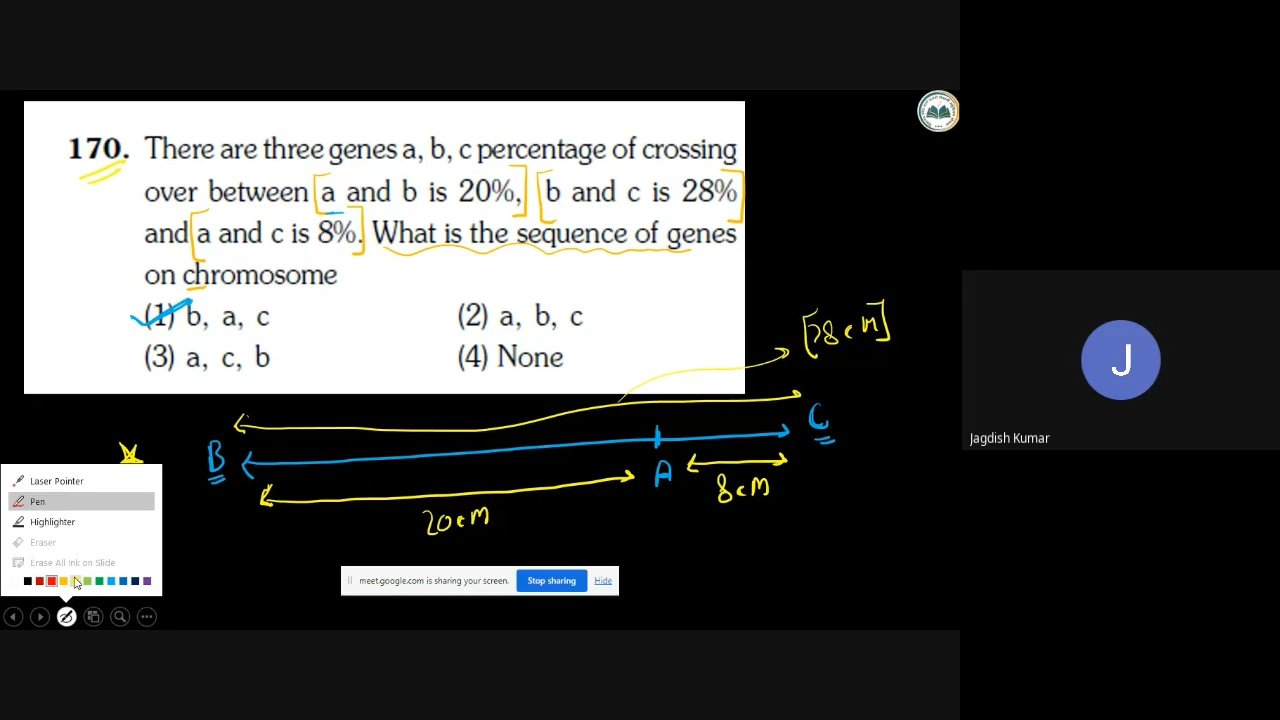 170. There are three genes a, b, c percentage of crossing
over between a and b is 20%, b and c is 28%
and a and c is 8%. What is the sequence of genes
on chromosome
(1) b, a, c
(2) a, b, c
(3) a, c, b
(4) None
[28cM]
B
A
C
20cM
8cM
Laser Pointer
Pen
Highlighter
Eraser
Erase All Ink on Slide
meet.google.com is sharing your screen.
Stop sharing
Hide
J
Jagdish Kumar